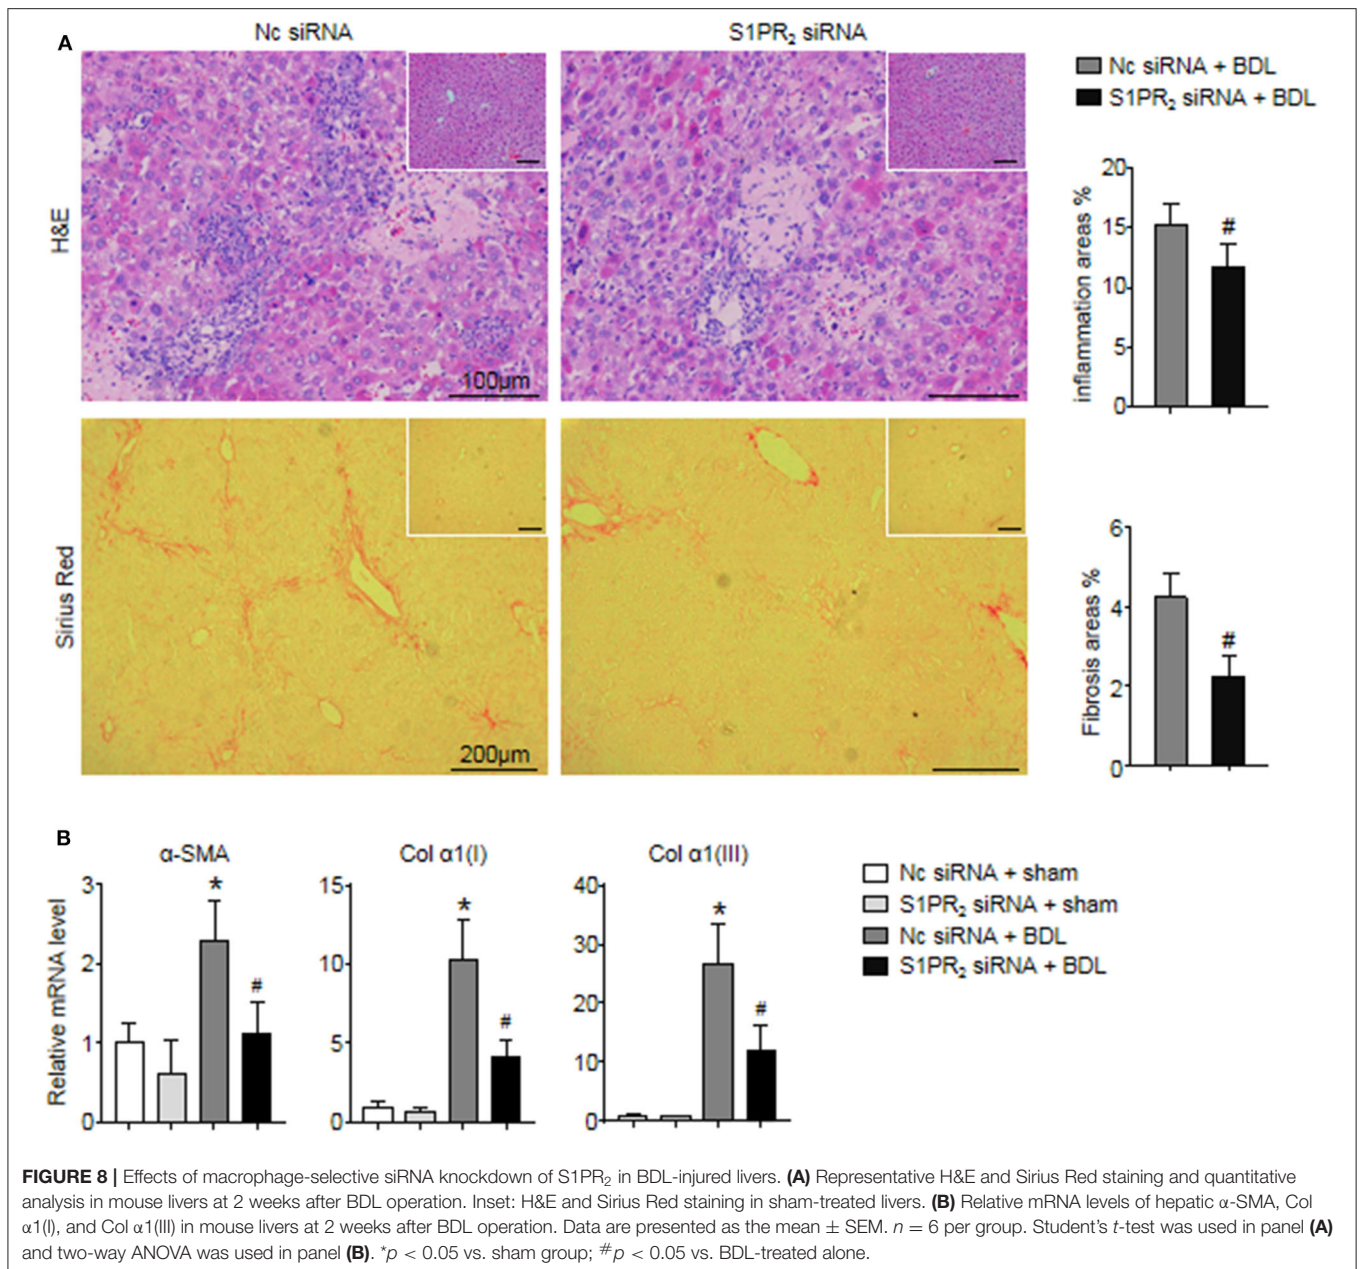 A
Nc siRNA
S1PR₂ siRNA
H&E
100µm
Sirius Red
200µm
Nc siRNA + BDL
S1PR₂ siRNA + BDL
inflammation areas %
20
15
10
5
0
#
Fibrosis areas %
6
4
2
0
#
B
α-SMA
Relative mRNA level
3
2
1
0
*
#
Col α1(I)
15
10
5
0
*
#
Col α1(III)
40
30
20
10
0
*
#
Nc siRNA + sham
S1PR₂ siRNA + sham
Nc siRNA + BDL
S1PR₂ siRNA + BDL
FIGURE 8 | Effects of macrophage-selective siRNA knockdown of S1PR₂ in BDL-injured livers. (A) Representative H&E and Sirius Red staining and quantitative
analysis in mouse livers at 2 weeks after BDL operation. Inset: H&E and Sirius Red staining in sham-treated livers. (B) Relative mRNA levels of hepatic α-SMA, Col
α1(I), and Col α1(III) in mouse livers at 2 weeks after BDL operation. Data are presented as the mean ± SEM. n = 6 per group. Student's t-test was used in panel (A)
and two-way ANOVA was used in panel (B). *p < 0.05 vs. sham group; #p < 0.05 vs. BDL-treated alone.